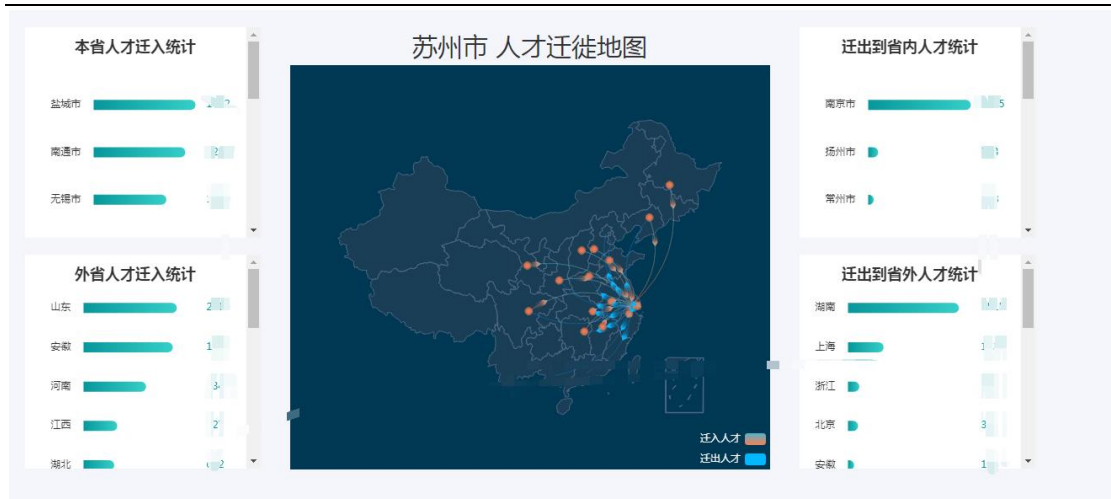 苏州市 人才迁徙地图
本省人才迁入统计
盐城市
南通市
无锡市
外省人才迁入统计
山东
安徽
河南
江西
湖北
迁入人才
迁出人才
迁出到省内人才统计
南京市
扬州市
常州市
迁出到省外人才统计
湖南
上海
浙江
北京
安徽